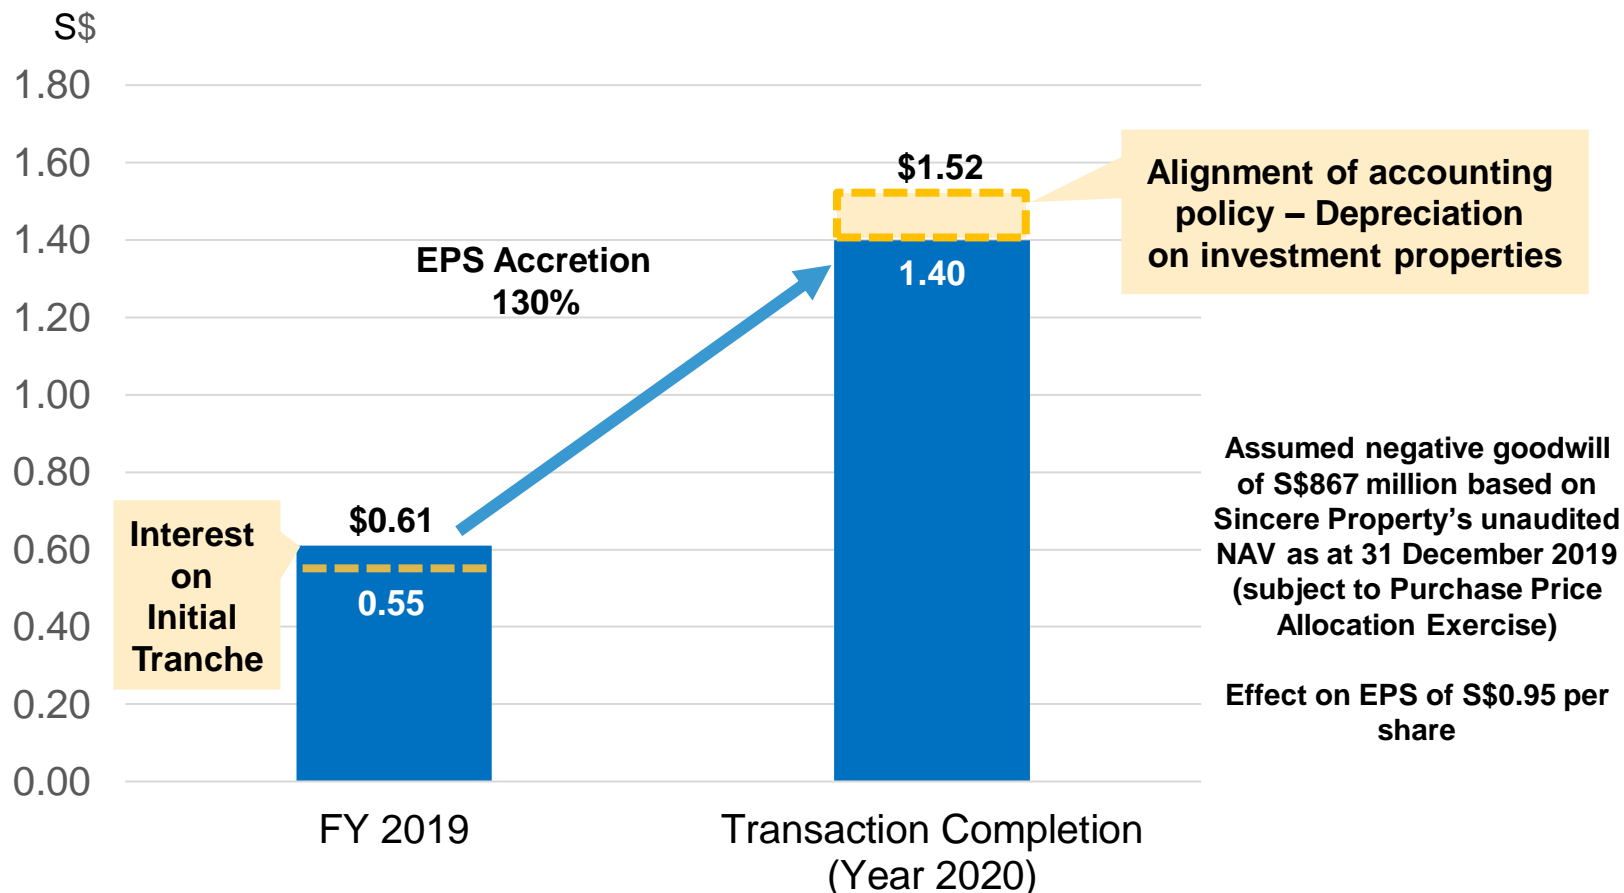 S$
1.80
1.60
1.40
1.20
1.00
0.80
0.60
0.40
0.20
0.00
Interest
on
Initial
Tranche
$0.61
0.55
EPS Accretion
130%
$1.52
1.40
Alignment of accounting
policy – Depreciation
on investment properties
Assumed negative goodwill
of S$867 million based on
Sincere Property’s unaudited
NAV as at 31 December 2019
(subject to Purchase Price
Allocation Exercise)
Effect on EPS of S$0.95 per
share
FY 2019
Transaction Completion
(Year 2020)